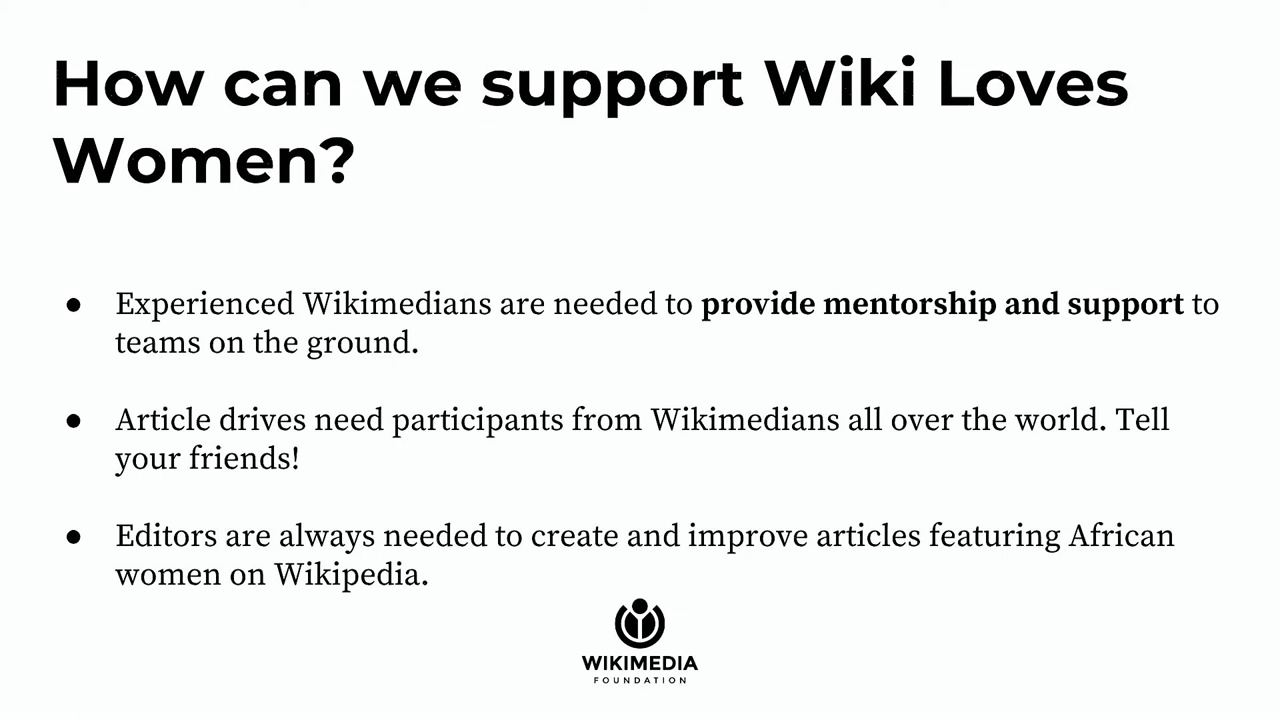 How can we support Wiki Loves
Women?
● Experienced Wikimedians are needed to provide mentorship and support to
teams on the ground.
● Article drives need participants from Wikimedians all over the world. Tell
your friends!
● Editors are always needed to create and improve articles featuring African
women on Wikipedia.
WIKIMEDIA
FOUNDATION